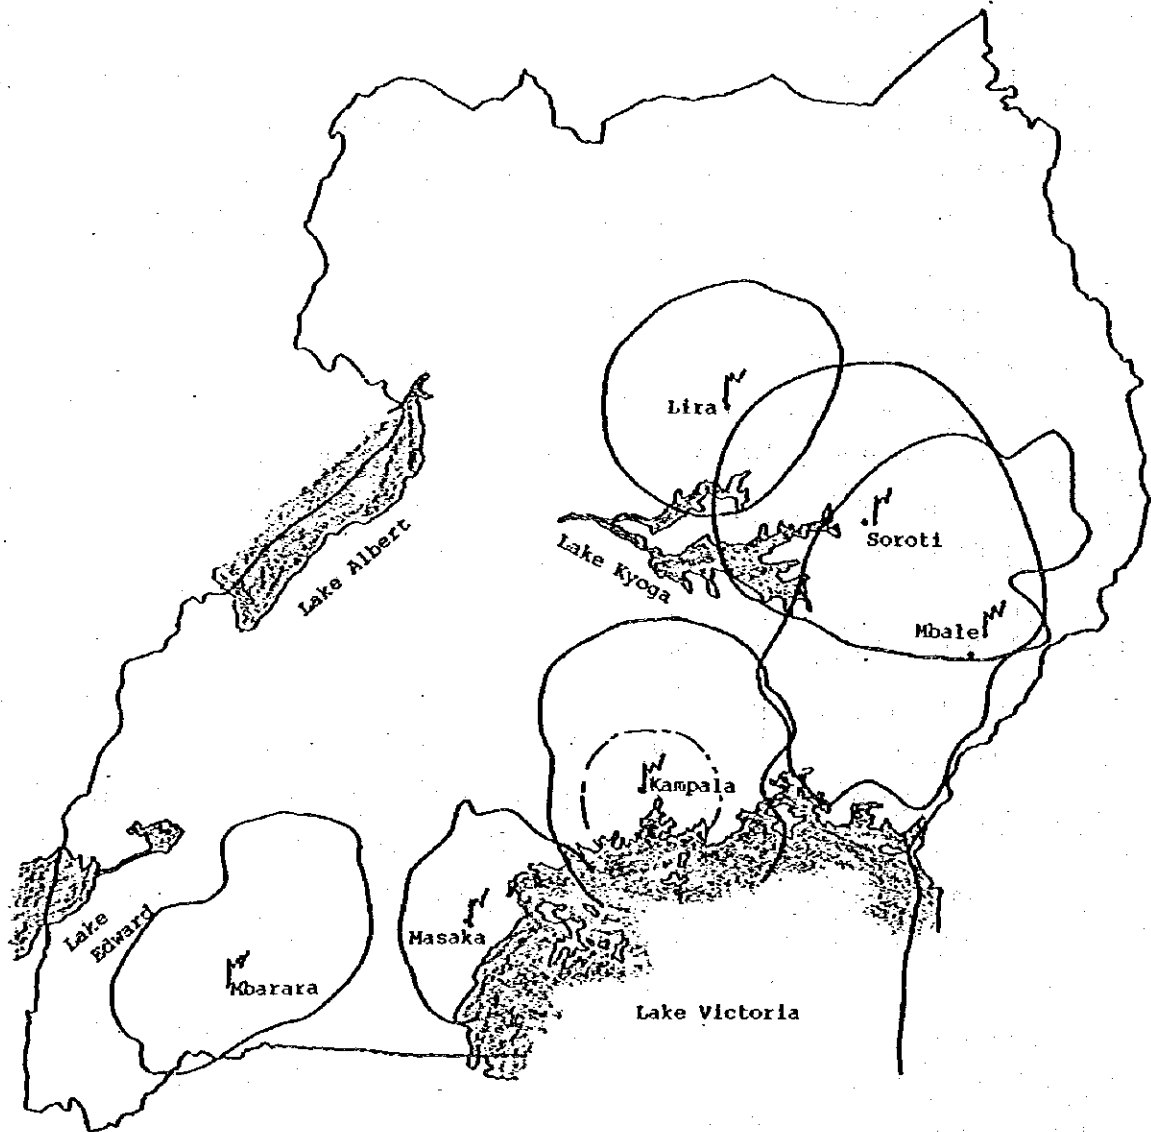 Lira
Soroti
Lake Albert
Lake Kyoga
Mbale
Kampala
Lake
Edward
Masaka
Mbarara
Lake Victoria